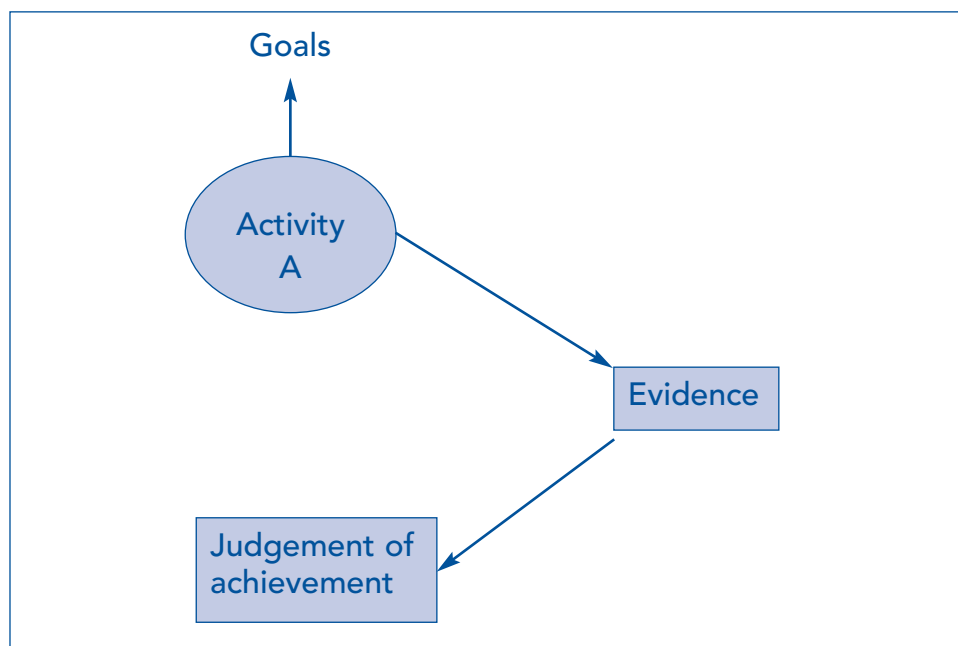 Goals
Activity
A
Evidence
Judgement of
achievement